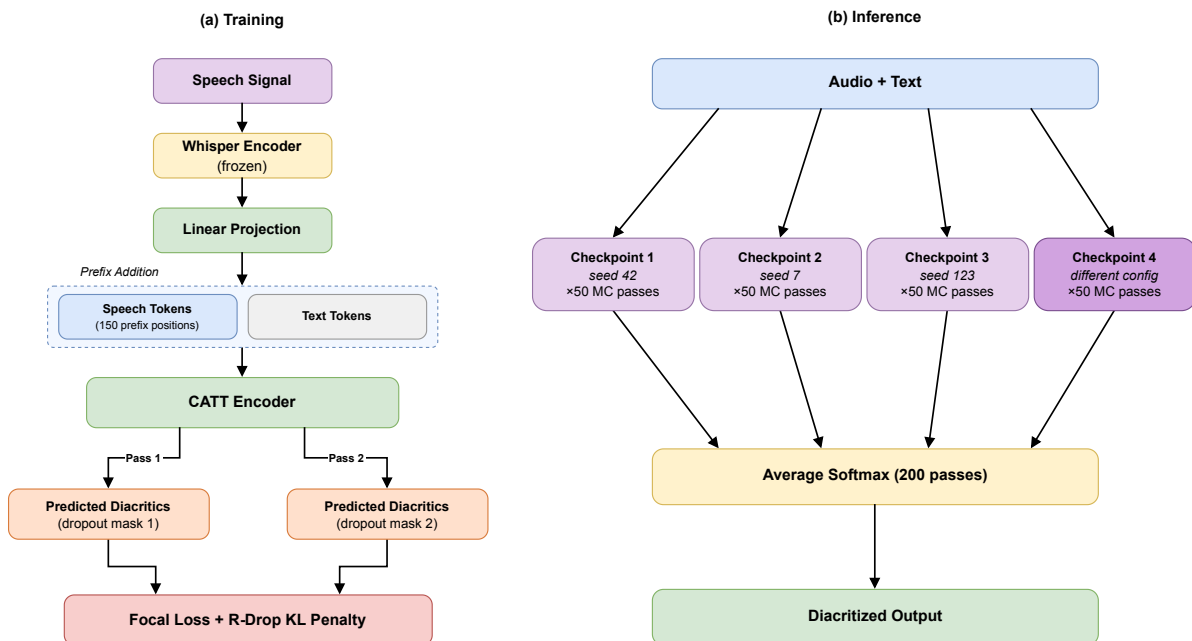 (a) Training
Speech Signal
Whisper Encoder
(frozen)
Linear Projection
Prefix Addition
Speech Tokens
(150 prefix positions)
Text Tokens
CATT Encoder
Pass 1
Pass 2
Predicted Diacritics
(dropout mask 1)
Predicted Diacritics
(dropout mask 2)
Focal Loss + R-Drop KL Penalty
(b) Inference
Audio + Text
Checkpoint 1
seed 42
×50 MC passes
Checkpoint 2
seed 7
×50 MC passes
Checkpoint 3
seed 123
×50 MC passes
Checkpoint 4
different config
×50 MC passes
Average Softmax (200 passes)
Diacritized Output